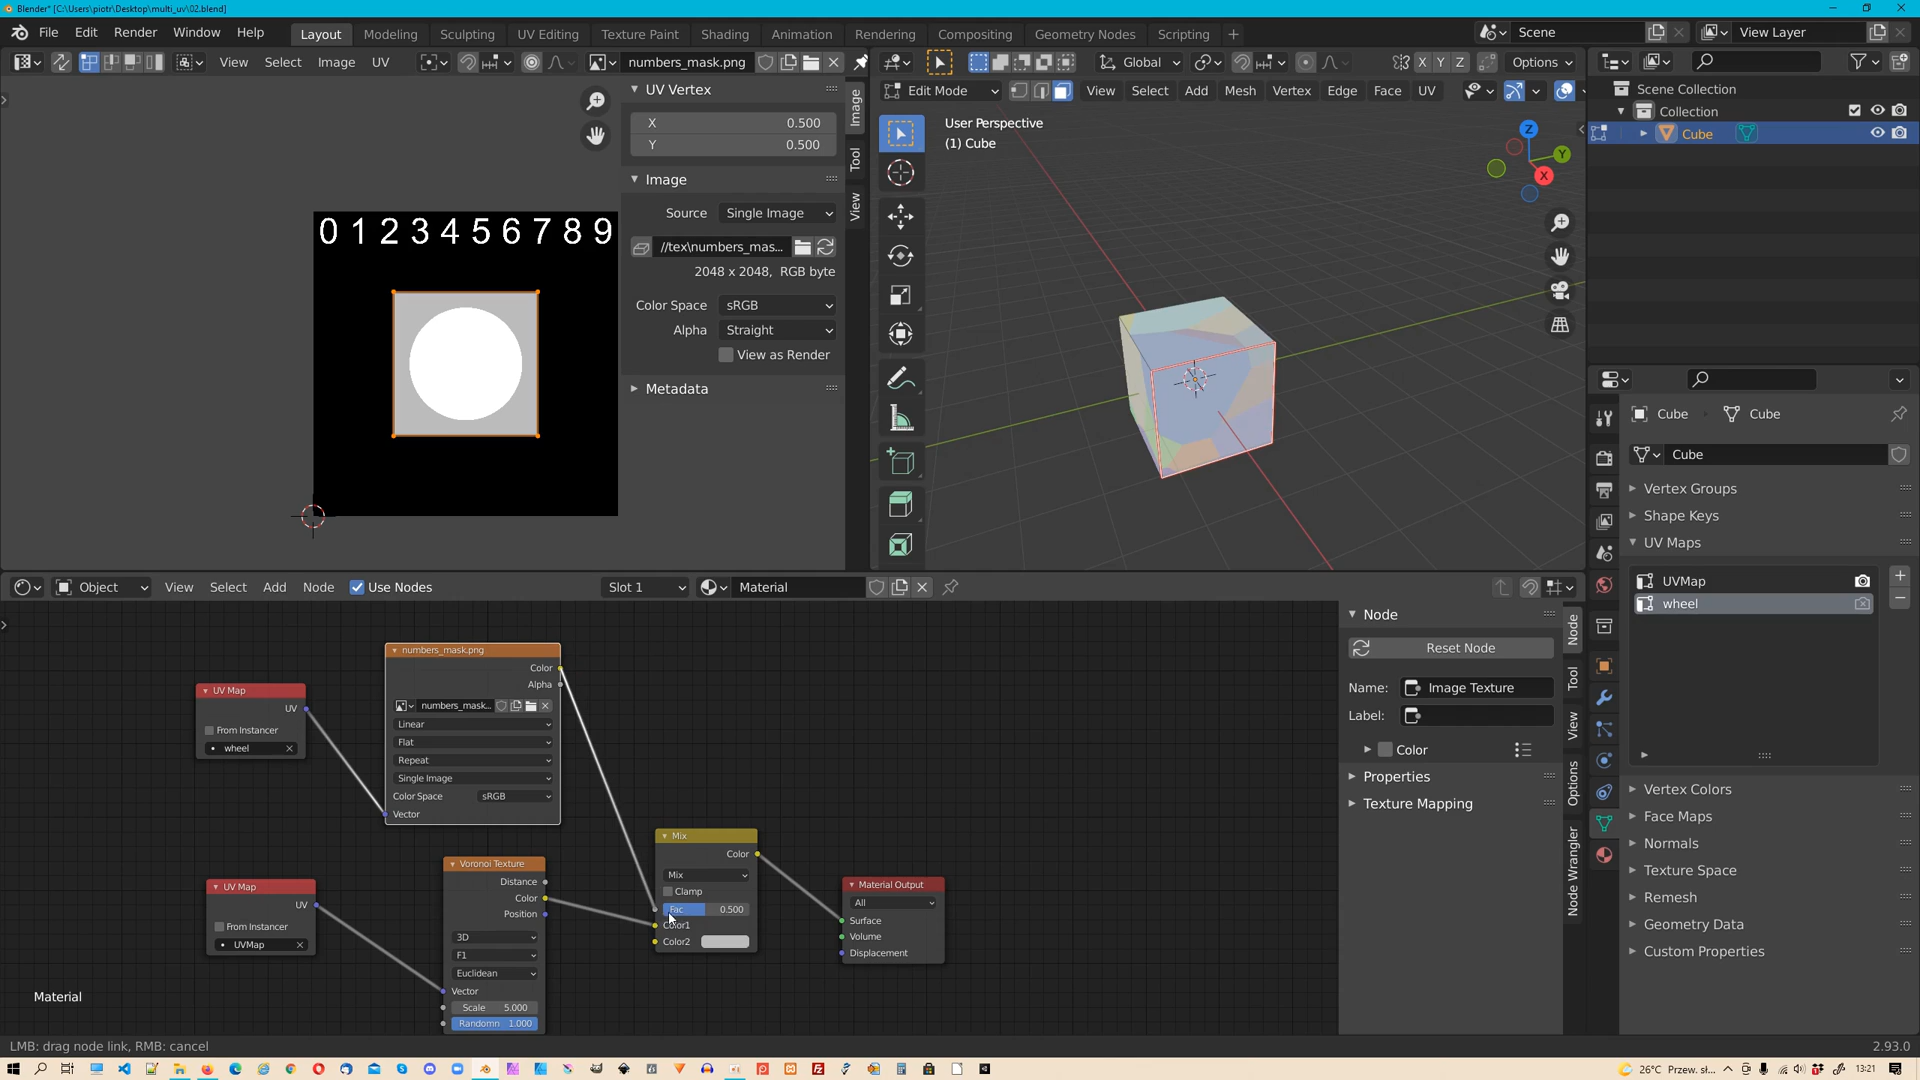 Blender* [C:\Users\piotr\Desktop\multi_uv\02.blend]
File Edit Render Window Help Layout Modeling Sculpting UV Editing Texture Paint Shading Animation Rendering Compositing Geometry Nodes Scripting +
Scene View Layer
View Select Image UV numbers_mask.png
Global X Y Z Options
Edit Mode View Select Add Mesh Vertex Edge Face UV
Scene Collection
Collection
Cube
UV Vertex
X 0.500
Y 0.500
Image
Source Single Image
//tex\numbers_mas...
2048 x 2048, RGB byte
Color Space sRGB
Alpha Straight
View as Render
Metadata
Image
Tool
View
0 1 2 3 4 5 6 7 8 9
User Perspective
(1) Cube
Z
Y
X
Cube Cube
Cube
Vertex Groups
Shape Keys
UV Maps
UVMap
wheel
Vertex Colors
Face Maps
Normals
Texture Space
Remesh
Geometry Data
Custom Properties
Object View Select Add Node Use Nodes Slot 1 Material
numbers_mask.png
Color
Alpha
numbers_mask...
Linear
Flat
Repeat
Single Image
Color Space sRGB
Vector
UV Map
UV
From Instancer
wheel
UV Map
UV
From Instancer
UVMap
Voronoi Texture
Distance
Color
Position
3D
F1
Euclidean
Vector
Scale 5.000
Randomn 1.000
Mix
Color
Mix
Clamp
Fac 0.500
Color1
Color2
Material Output
All
Surface
Volume
Displacement
Node
Reset Node
Name: Image Texture
Label:
Color
Properties
Texture Mapping
Node
Tool
View
Options
Node Wrangler
Material
LMB: drag node link, RMB: cancel
2.93.0
26°C Przew. sł... 13:21